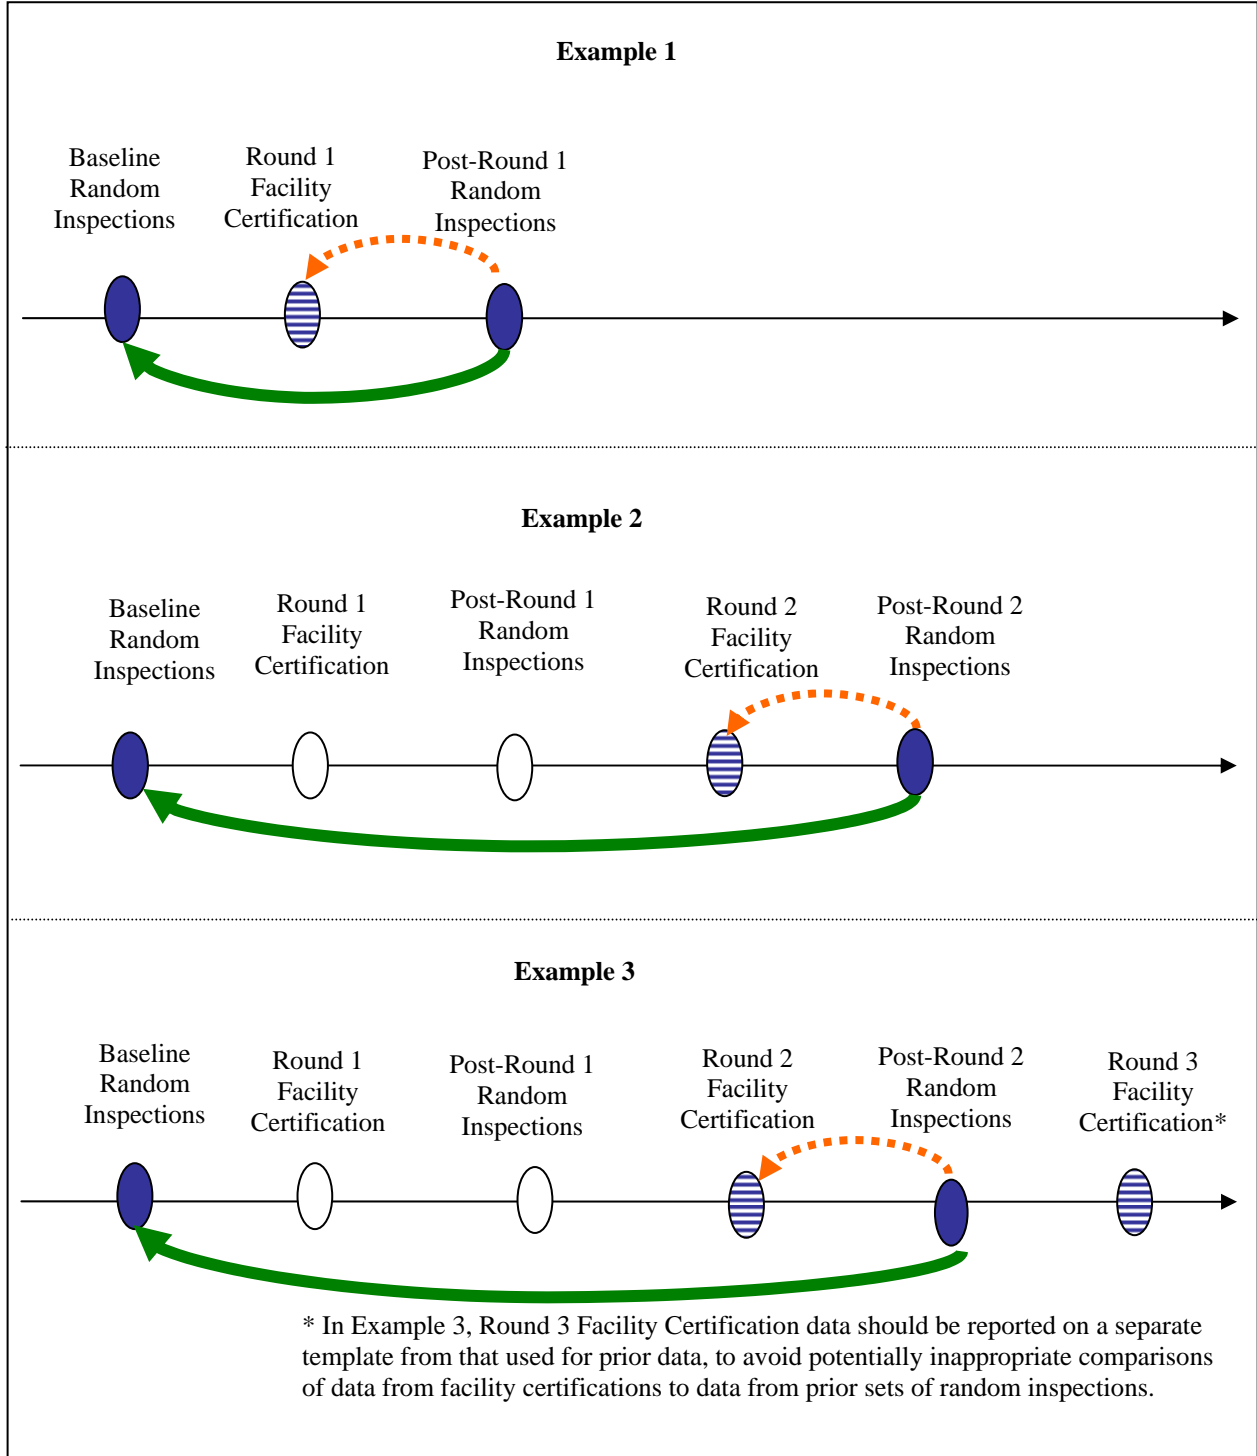 Example 1
Baseline
Random
Inspections
Round 1
Facility
Certification
Post-Round 1
Random
Inspections
Example 2
Baseline
Random
Inspections
Round 1
Facility
Certification
Post-Round 1
Random
Inspections
Round 2
Facility
Certification
Post-Round 2
Random
Inspections
Example 3
Baseline
Random
Inspections
Round 1
Facility
Certification
Post-Round 1
Random
Inspections
Round 2
Facility
Certification
Post-Round 2
Random
Inspections
Round 3
Facility
Certification*
* In Example 3, Round 3 Facility Certification data should be reported on a separate
template from that used for prior data, to avoid potentially inappropriate comparisons
of data from facility certifications to data from prior sets of random inspections.